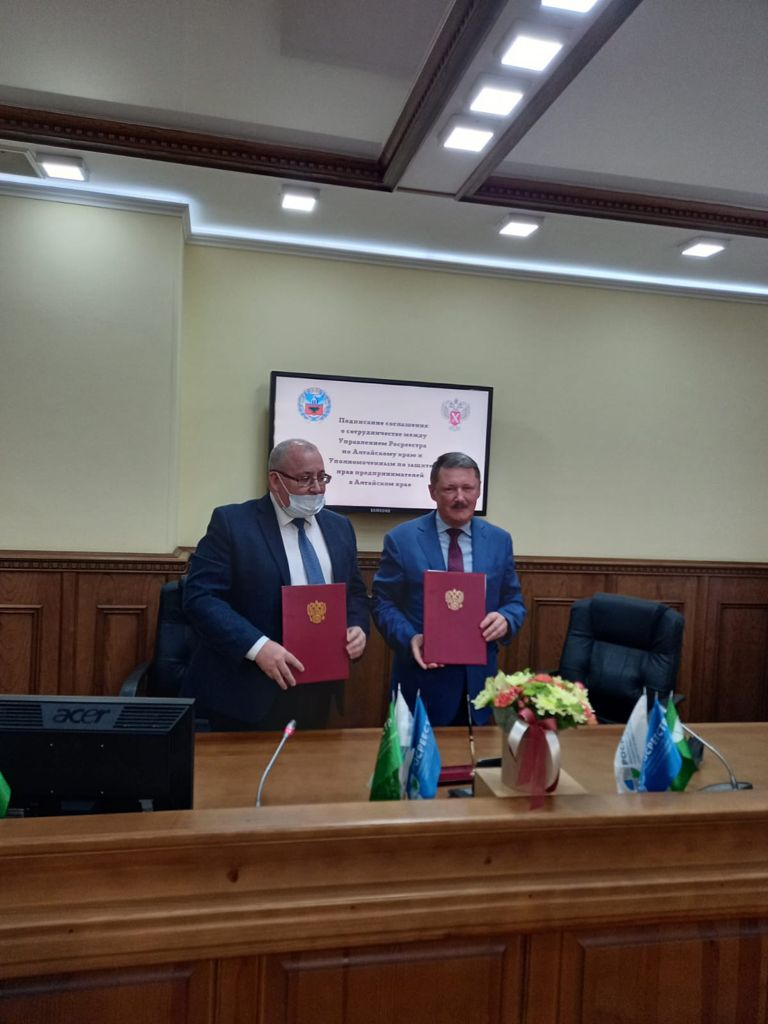 Подписание соглашения
о сотрудничестве между
Управлением Росреестра
по Алтайскому краю и
Уполномоченным по защите
прав предпринимателей
в Алтайском крае
SAMSUNG
acer